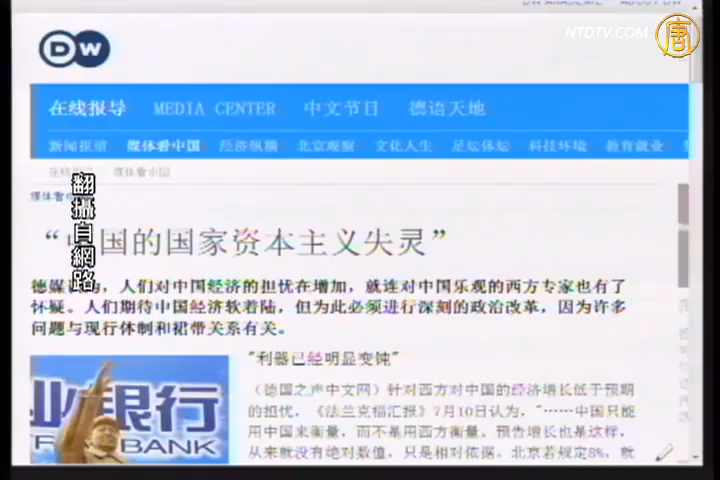 NTDTV.COM
唐
DW
在线报导 MEDIA CENTER 中文节目 德语天地
新闻报道 媒体看中国 经济纵横 北京观察 文化人生 足坛体坛 科技环境 教育就业
媒体看中国
翻攝自網路
“中国的国家资本主义失灵”
德媒认为，人们对中国经济的担忧在增加，就连对中国乐观的西方专家也有了
怀疑。人们期待中国经济软着陆，但为此必须进行深刻的政治改革，因为许多
问题与现行体制和裙带关系有关。
"利器已经明显变钝"
（德国之声中文网）针对西方对中国的经济增长低于预期
的担忧，《法兰克福汇报》7月10日认为，"……中国只能
用中国来衡量，而不是用西方衡量。预告增长也是这样，
从来就没有绝对数值，只是相对依据。北京若规定8%，就
业银行
BANK